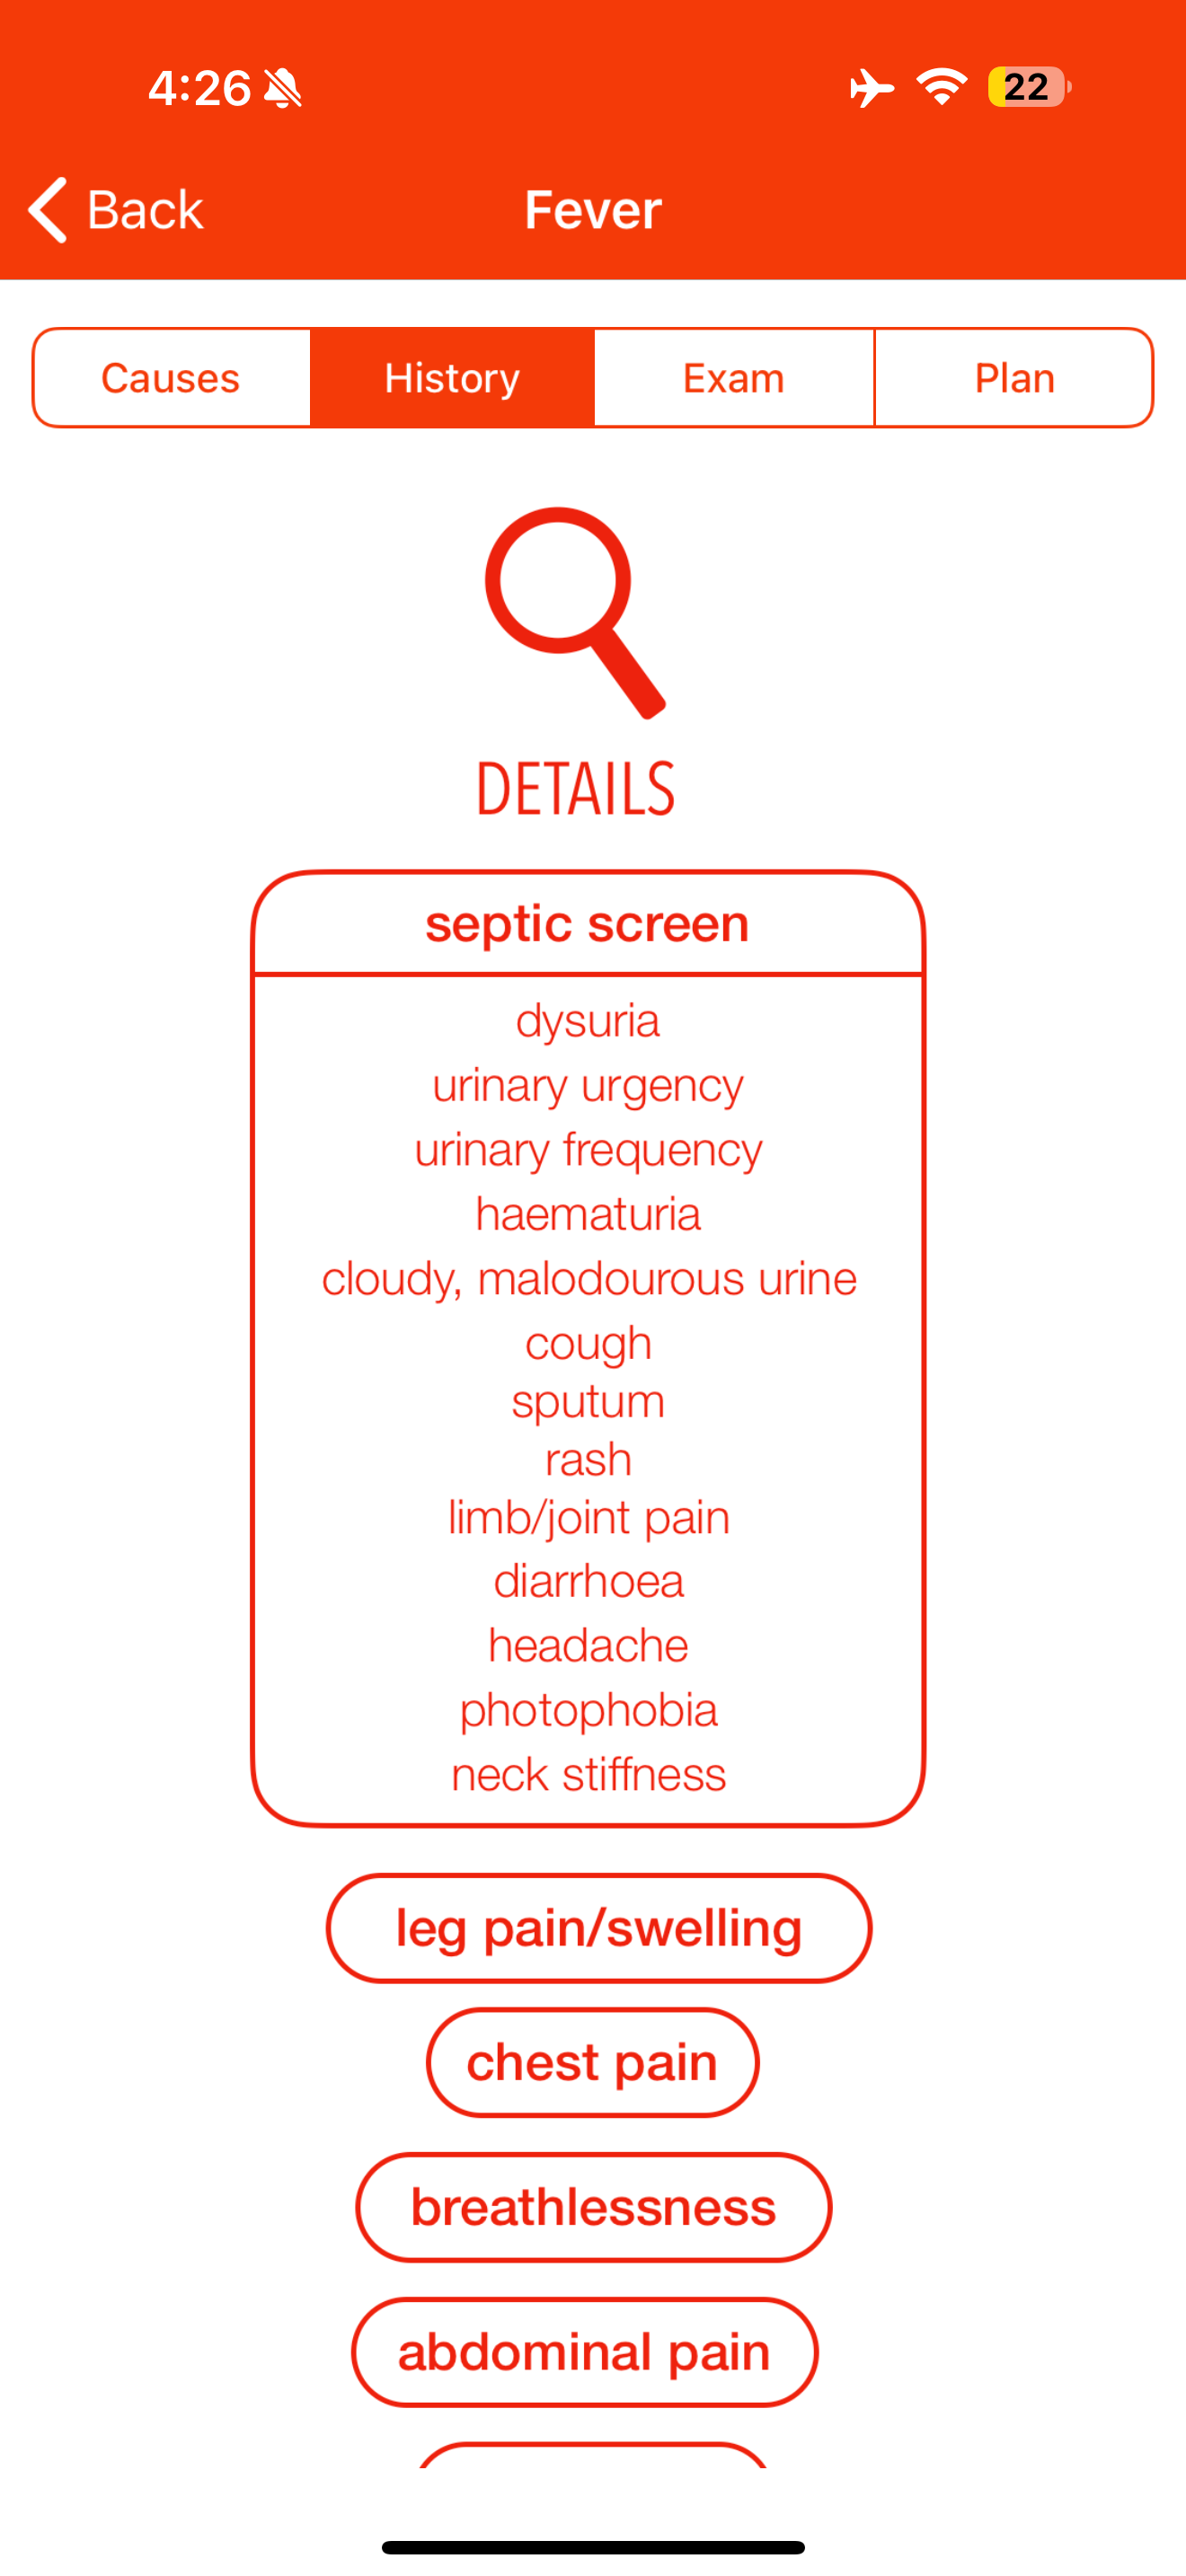 4:26
22
Back
Fever
Causes
History
Exam
Plan
DETAILS
septic screen
dysuria
urinary urgency
urinary frequency
haematuria
cloudy, malodourous urine
cough
sputum
rash
limb/joint pain
diarrhoea
headache
photophobia
neck stiffness
leg pain/swelling
chest pain
breathlessness
abdominal pain